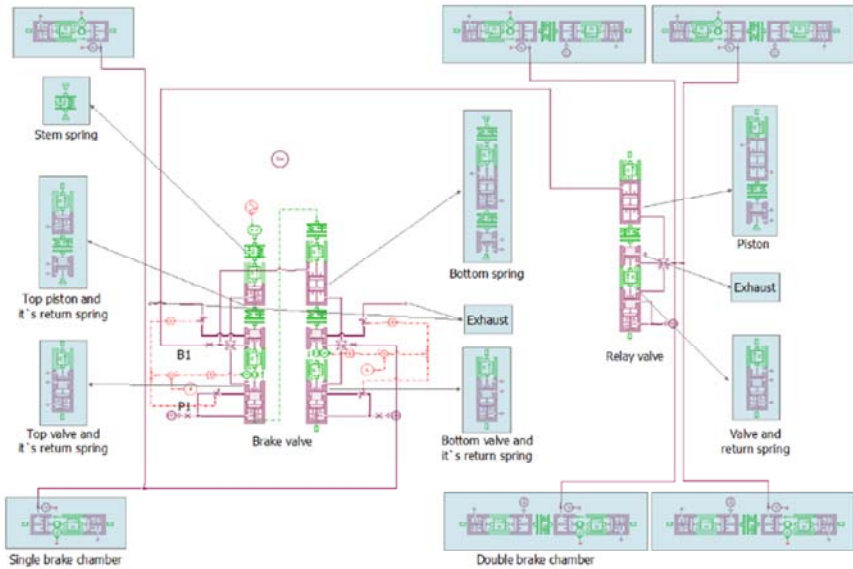 Stem spring
Top piston and
it`s return spring
B1
P1
Top valve and
it`s return spring
Brake valve
Bottom spring
Exhaust
Bottom valve and
it`s return spring
Relay valve
Piston
Exhaust
Valve and
return spring
Single brake chamber
Double brake chamber